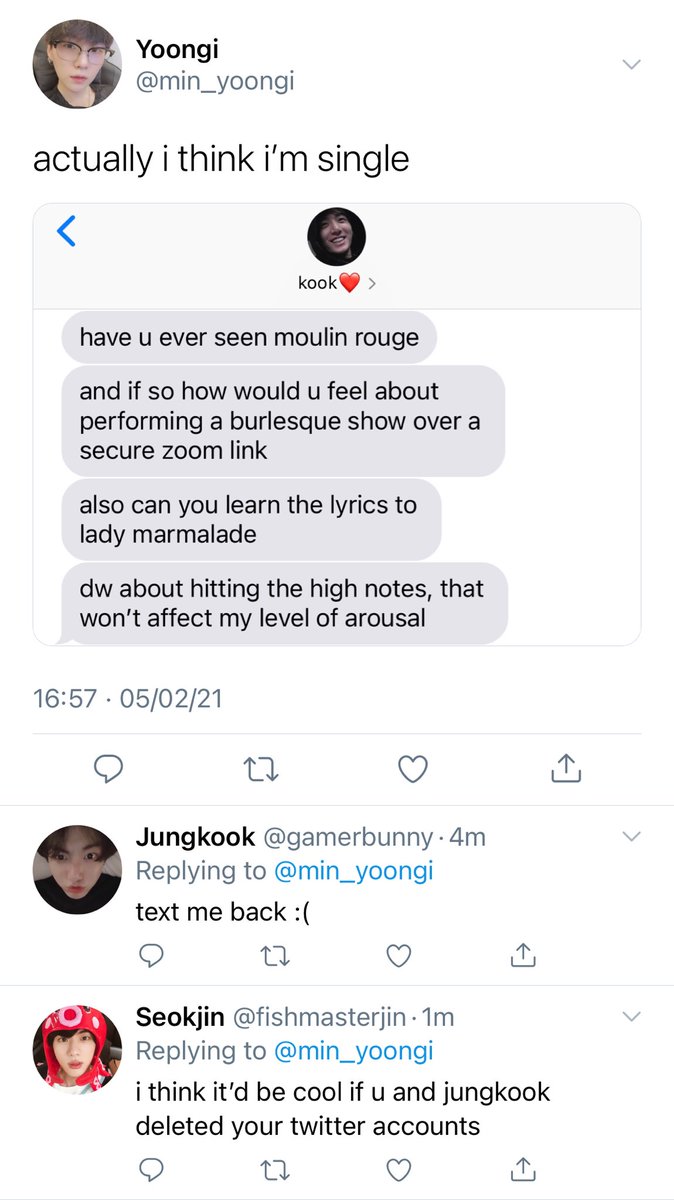 Yoongi
@min_yoongi
actually i think i’m single
kook❤️ >
have u ever seen moulin rouge
and if so how would u feel about
performing a burlesque show over a
secure zoom link
also can you learn the lyrics to
lady marmalade
dw about hitting the high notes, that
won’t affect my level of arousal
16:57 · 05/02/21
Jungkook @gamerbunny · 4m
Replying to @min_yoongi
text me back :(
Seokjin @fishmasterjin · 1m
Replying to @min_yoongi
i think it’d be cool if u and jungkook
deleted your twitter accounts